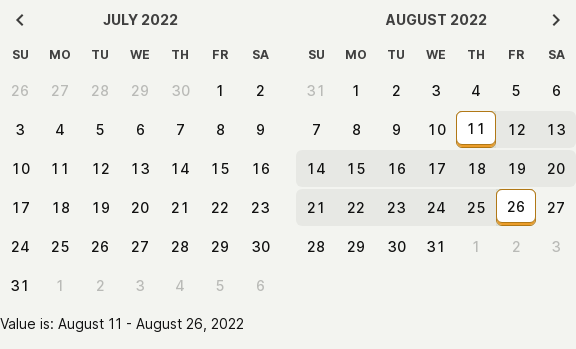 JULY 2022
SU MO TU WE TH FR SA
26 27 28 29 30 1 2
3 4 5 6 7 8 9
10 11 12 13 14 15 16
17 18 19 20 21 22 23
24 25 26 27 28 29 30
31 1 2 3 4 5 6
AUGUST 2022
SU MO TU WE TH FR SA
31 1 2 3 4 5 6
7 8 9 10 11 12 13
14 15 16 17 18 19 20
21 22 23 24 25 26 27
28 29 30 31 1 2 3
Value is: August 11 - August 26, 2022